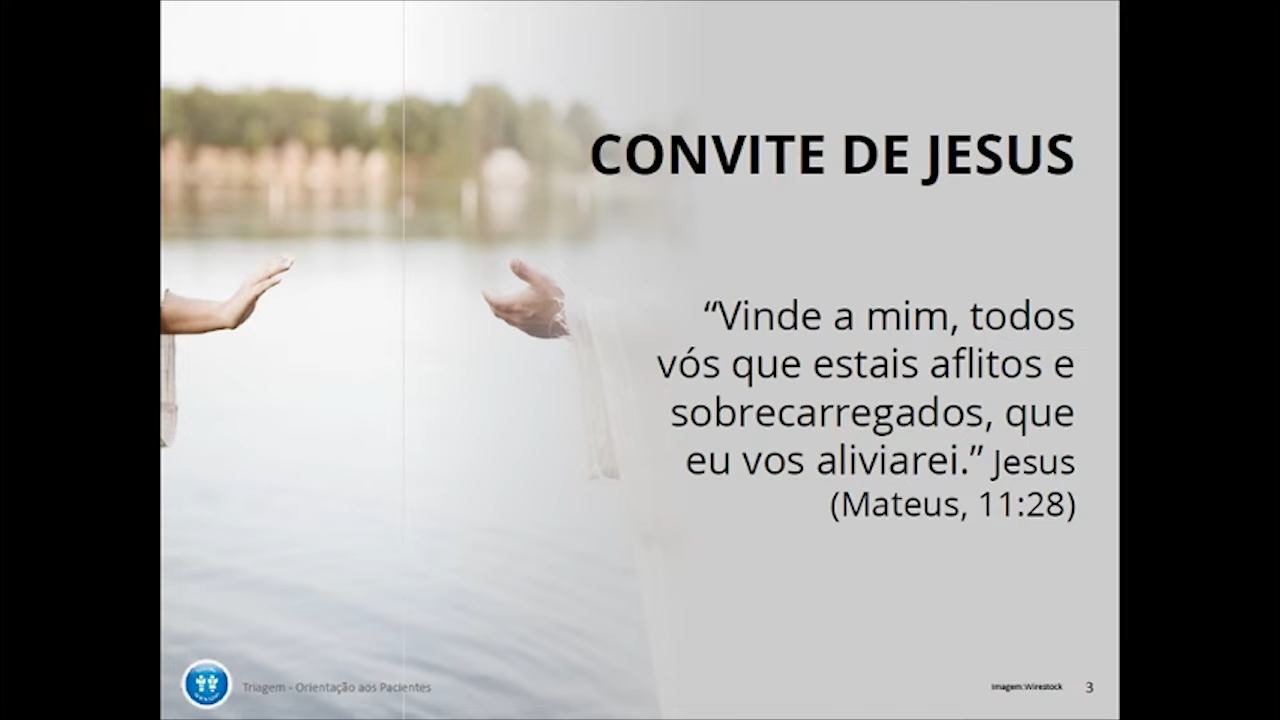 CONVITE DE JESUS
“Vinde a mim, todos
vós que estais aflitos e
sobrecarregados, que
eu vos aliviarei.” Jesus
(Mateus, 11:28)
Triagem - Orientação aos Pacientes
Imagem:Wirestock
3